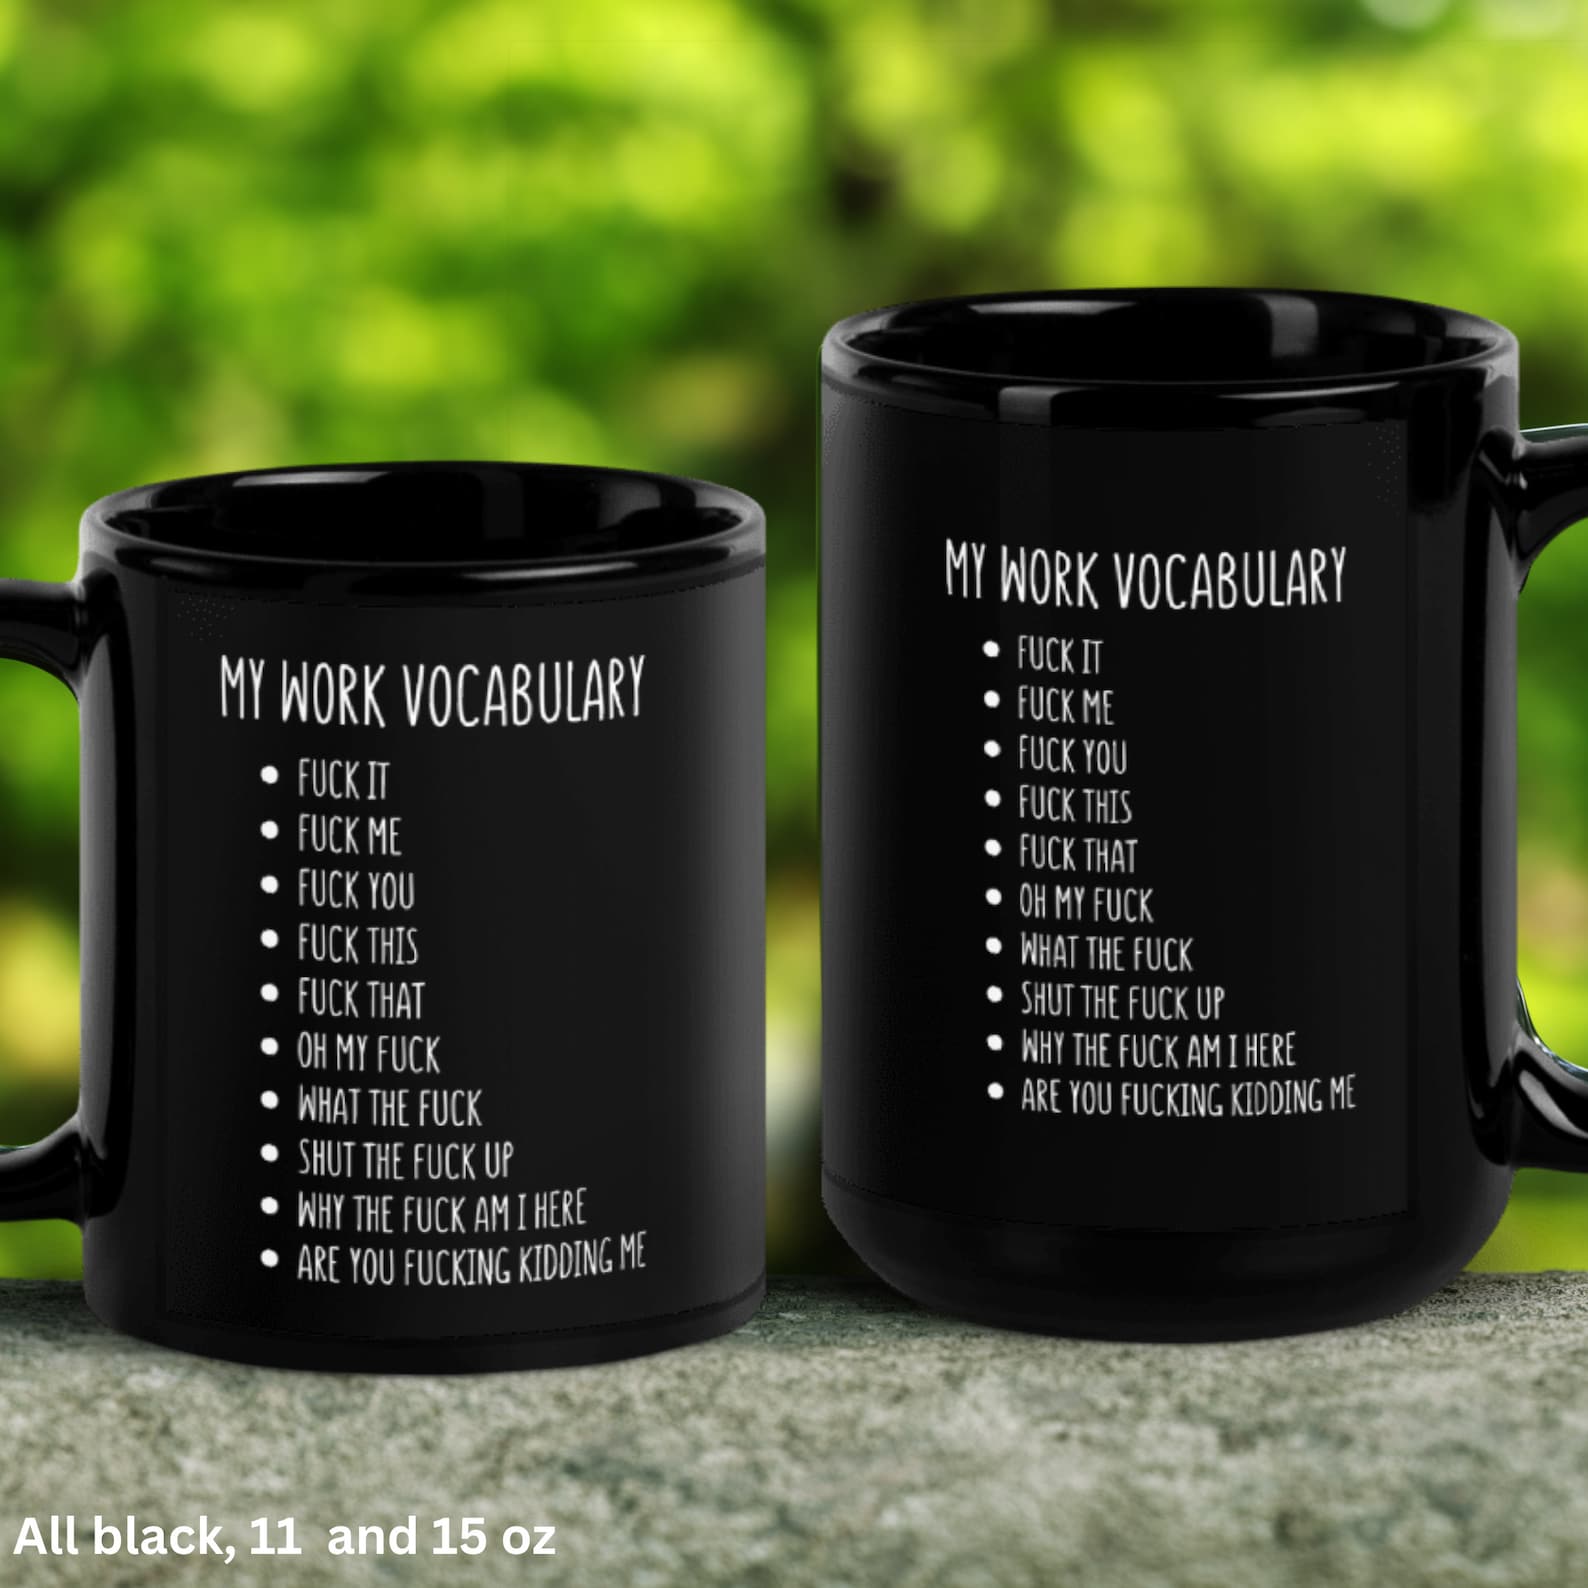 MY WORK VOCABULARY
• FUCK IT
• FUCK ME
• FUCK YOU
• FUCK THIS
• FUCK THAT
• OH MY FUCK
• WHAT THE FUCK
• SHUT THE FUCK UP
• WHY THE FUCK AM I HERE
• ARE YOU FUCKING KIDDING ME
MY WORK VOCABULARY
• FUCK IT
• FUCK ME
• FUCK YOU
• FUCK THIS
• FUCK THAT
• OH MY FUCK
• WHAT THE FUCK
• SHUT THE FUCK UP
• WHY THE FUCK AM I HERE
• ARE YOU FUCKING KIDDING ME
All black, 11 and 15 oz